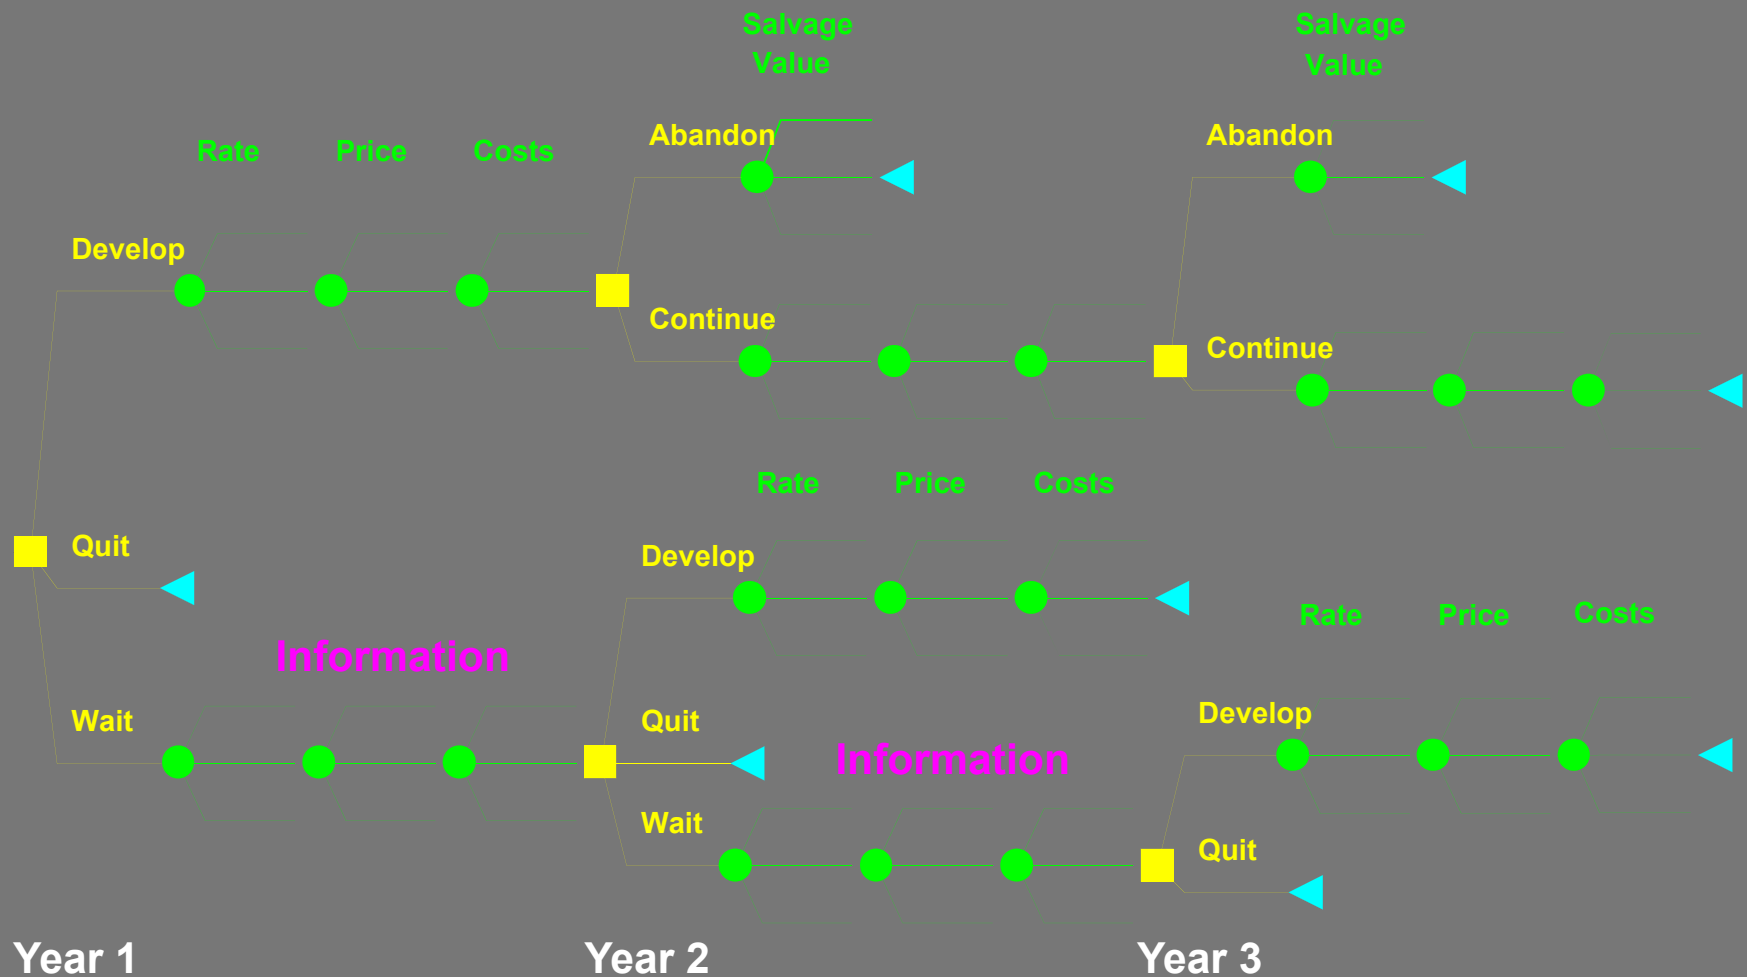 Salvage
Value
Salvage
Value
Abandon
Abandon
Rate Price Costs
Develop
Continue
Continue
Rate Price Costs
Quit
Develop
Rate Price Costs
Information
Wait
Quit
Develop
Information
Wait
Quit
Year 1 Year 2 Year 3